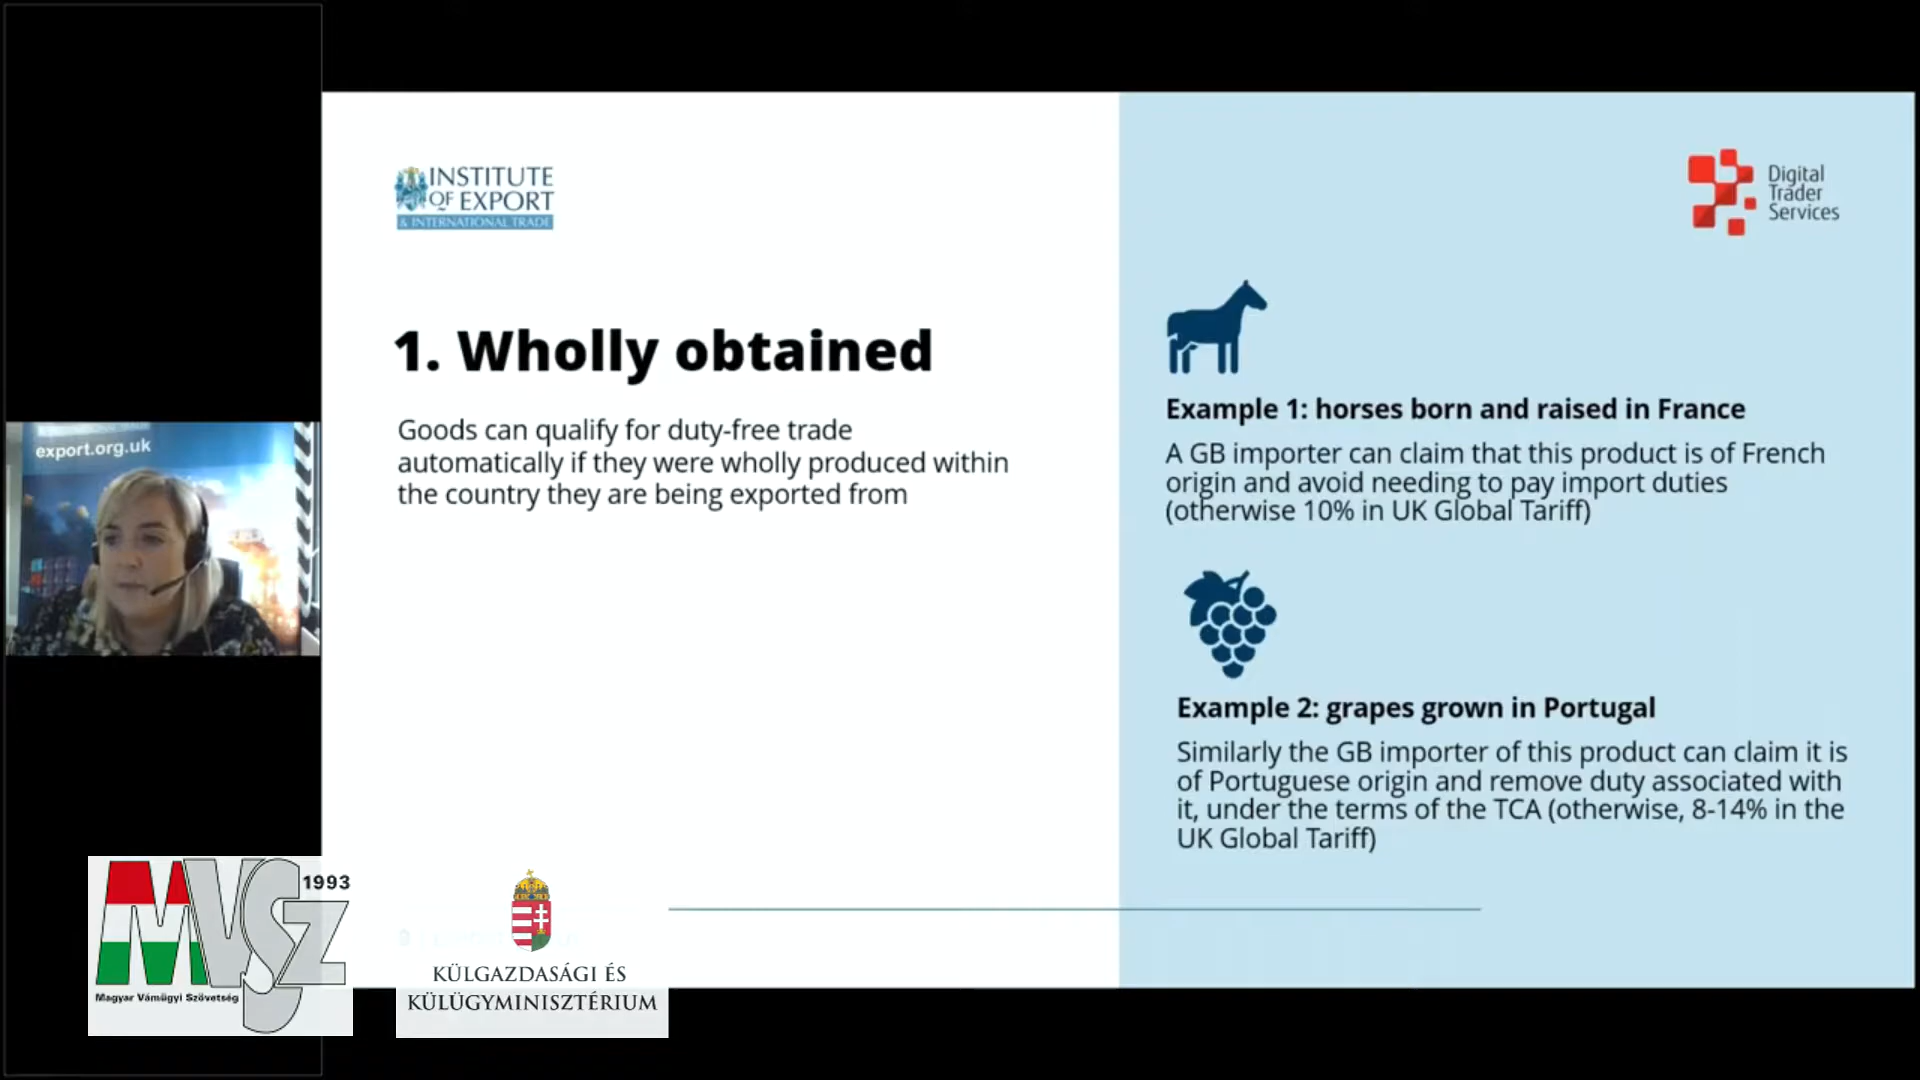 INSTITUTE
OF EXPORT
& INTERNATIONAL TRADE
Digital
Trader
Services
export.org.uk
1. Wholly obtained
Goods can qualify for duty-free trade
automatically if they were wholly produced within
the country they are being exported from
Example 1: horses born and raised in France
A GB importer can claim that this product is of French
origin and avoid needing to pay import duties
(otherwise 10% in UK Global Tariff)
Example 2: grapes grown in Portugal
Similarly the GB importer of this product can claim it is
of Portuguese origin and remove duty associated with
it, under the terms of the TCA (otherwise, 8-14% in the
UK Global Tariff)
MVSZ
1993
Magyar Vámügyi Szövetség
KÜLGAZDASÁGI ÉS
KÜLÜGYMINISZTÉRIUM